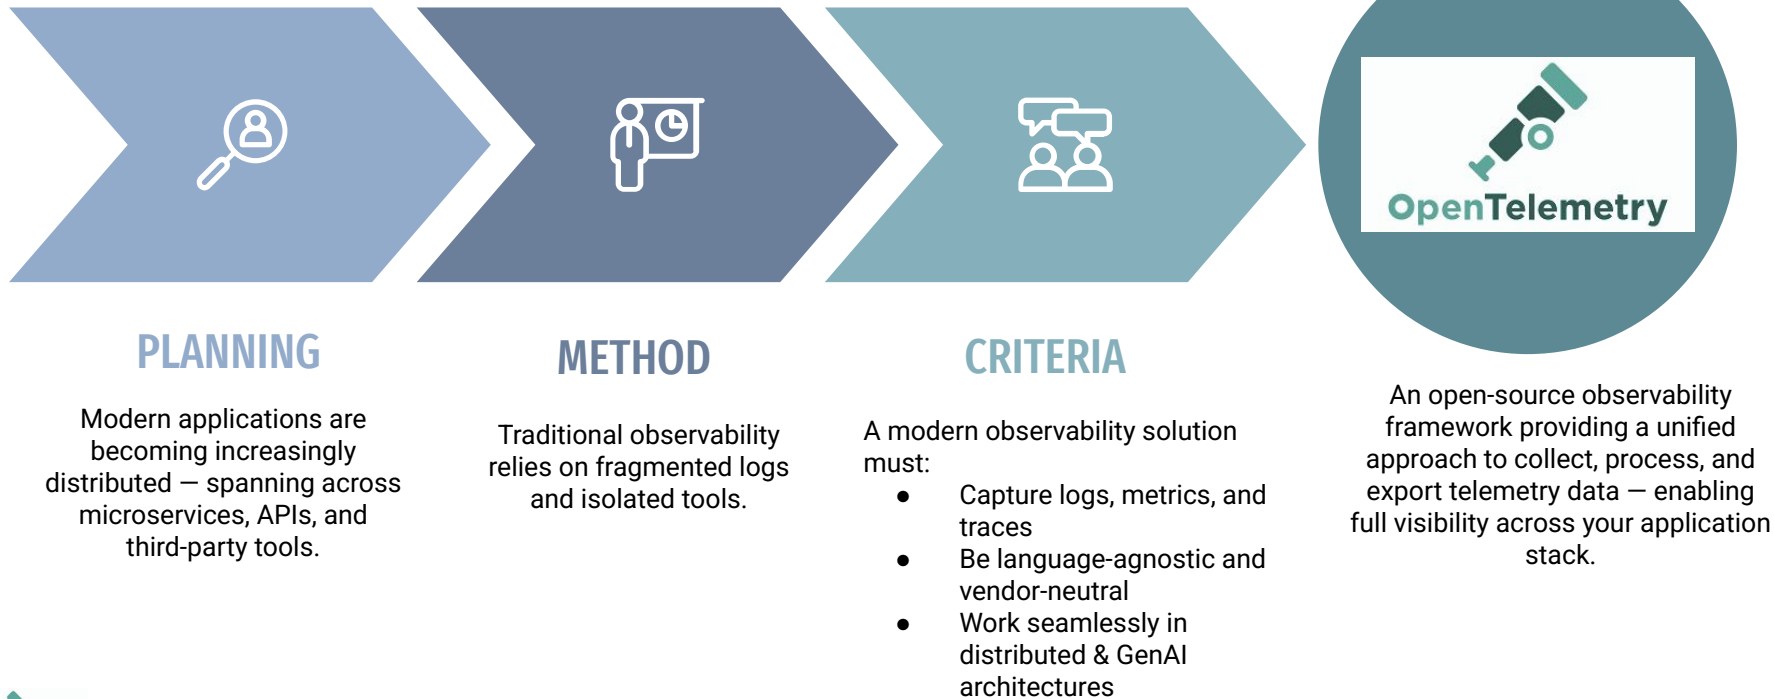 OpenTelemetry
PLANNING
Modern applications are
becoming increasingly
distributed — spanning across
microservices, APIs, and
third-party tools.
METHOD
Traditional observability
relies on fragmented logs
and isolated tools.
CRITERIA
A modern observability solution
must:
● Capture logs, metrics, and
traces
● Be language-agnostic and
vendor-neutral
● Work seamlessly in
distributed & GenAI
architectures
An open-source observability
framework providing a unified
approach to collect, process, and
export telemetry data — enabling
full visibility across your application
stack.